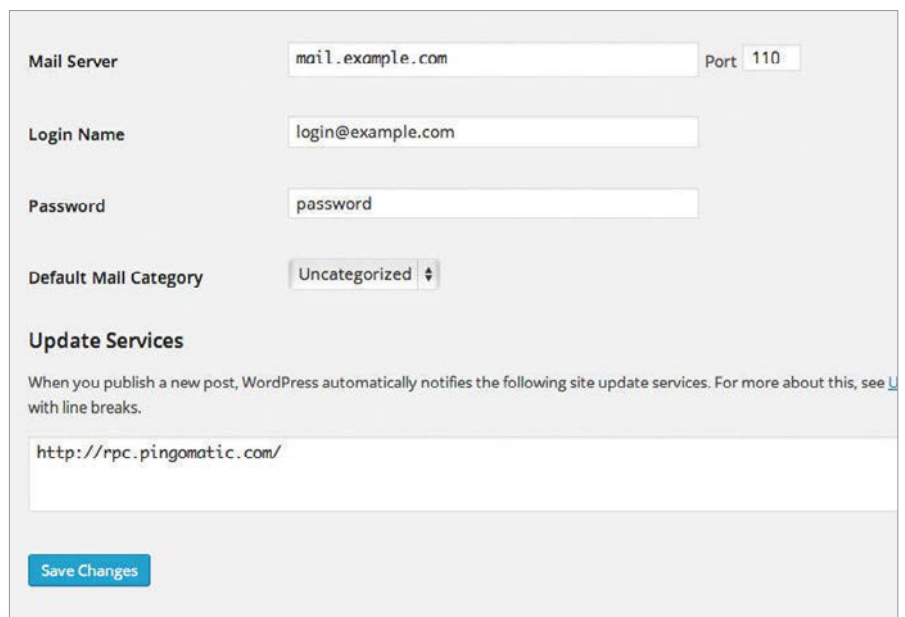 Mail Server mail.example.com Port 110
Login Name login@example.com
Password password
Default Mail Category Uncategorized
Update Services
When you publish a new post, WordPress automatically notifies the following site update services. For more about this, see U
with line breaks.
http://rpc.pingomatic.com/
Save Changes